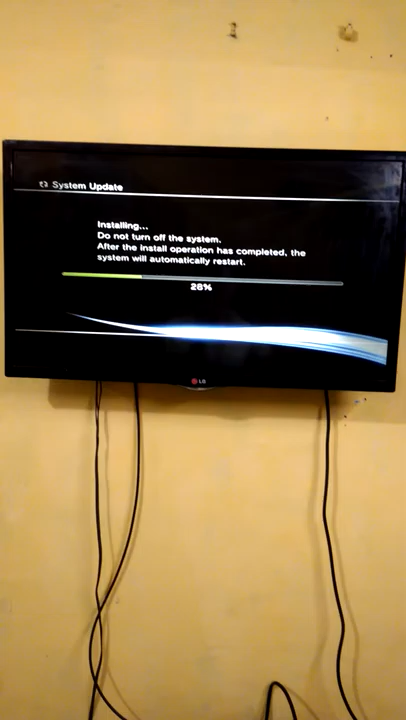 System Update
Installing...
Do not turn off the system.
After the install operation has completed, the
system will automatically restart.
28%
LG